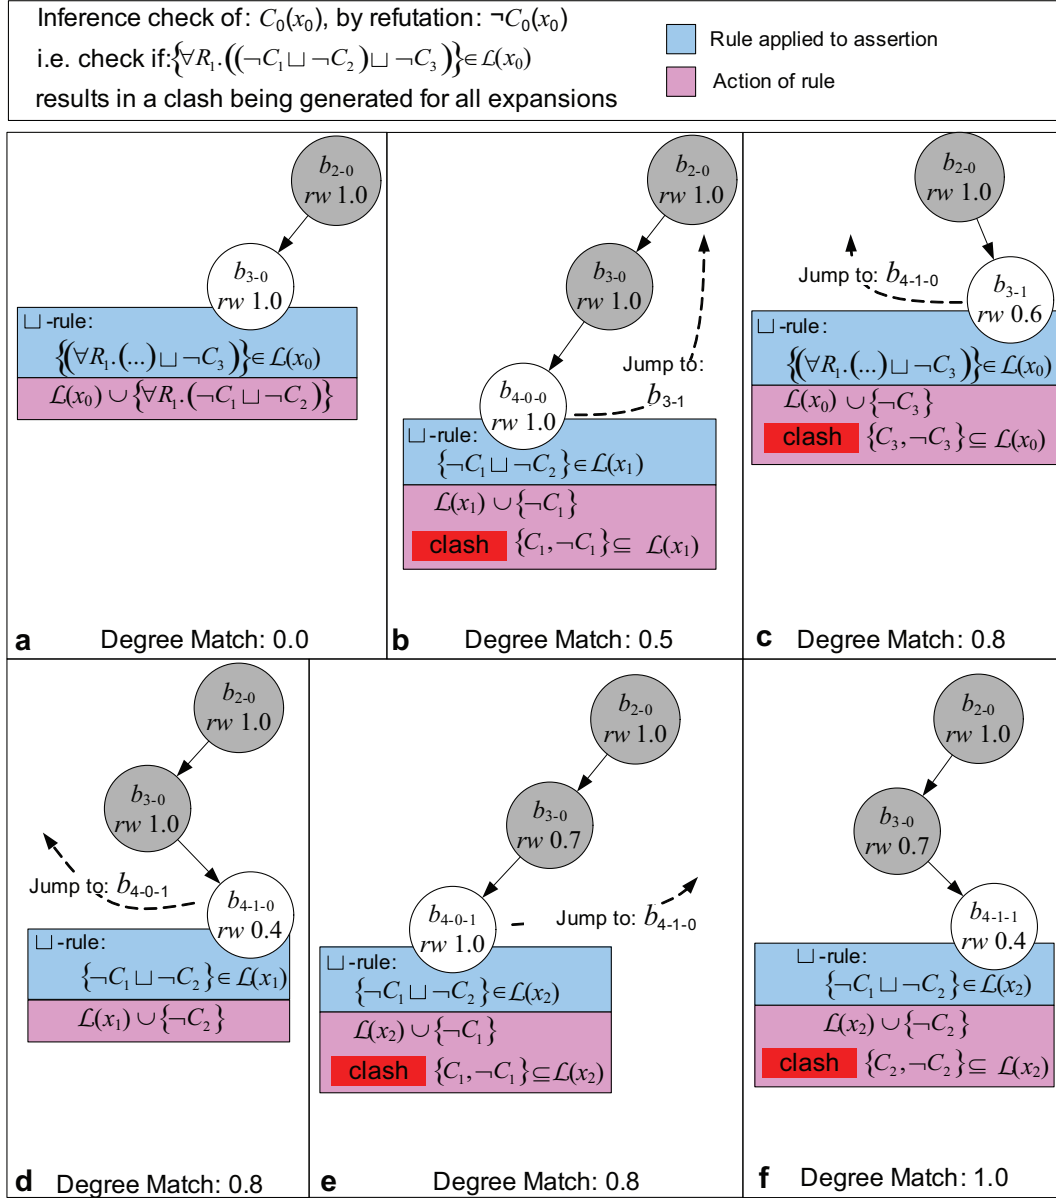 Inference check of: C₀(x₀), by refutation: ¬C₀(x₀)
i.e. check if:{∀R₁.((¬C₁⊔¬C₂)⊔¬C₃)}∈ℒ(x₀)
results in a clash being generated for all expansions
Rule applied to assertion
Action of rule
b₂₋₀
rw 1.0
b₃₋₀
rw 1.0
⊔-rule:
{(∀R₁.(...)⊔¬C₃)}∈ℒ(x₀)
ℒ(x₀)∪{∀R₁.(¬C₁⊔¬C₂)}
a Degree Match: 0.0
b₂₋₀
rw 1.0
b₃₋₀
rw 1.0
Jump to:
b₃₋₁
b₄₋₀₋₀
rw 1.0
⊔-rule:
{¬C₁⊔¬C₂}∈ℒ(x₁)
ℒ(x₁)∪{¬C₁}
clash {C₁,¬C₁}⊆ ℒ(x₁)
b Degree Match: 0.5
b₂₋₀
rw 1.0
Jump to: b₄₋₁₋₀
b₃₋₁
rw 0.6
⊔-rule:
{(∀R₁.(...)⊔¬C₃)}∈ℒ(x₀)
ℒ(x₀)∪{¬C₃}
clash {C₃,¬C₃}⊆ ℒ(x₀)
c Degree Match: 0.8
b₂₋₀
rw 1.0
b₃₋₀
rw 1.0
Jump to: b₄₋₀₋₁
b₄₋₁₋₀
rw 0.4
⊔-rule:
{¬C₁⊔¬C₂}∈ℒ(x₁)
ℒ(x₁)∪{¬C₂}
d Degree Match: 0.8
b₂₋₀
rw 1.0
b₃₋₀
rw 0.7
b₄₋₀₋₁
rw 1.0
Jump to: b₄₋₁₋₀
⊔-rule:
{¬C₁⊔¬C₂}∈ℒ(x₂)
ℒ(x₂)∪{¬C₁}
clash {C₁,¬C₁}⊆ℒ(x₂)
e Degree Match: 0.8
b₂₋₀
rw 1.0
b₃₋₀
rw 0.7
b₄₋₁₋₁
rw 0.4
⊔-rule:
{¬C₁⊔¬C₂}∈ℒ(x₂)
ℒ(x₂)∪{¬C₂}
clash {C₂,¬C₂}⊆ ℒ(x₂)
f Degree Match: 1.0